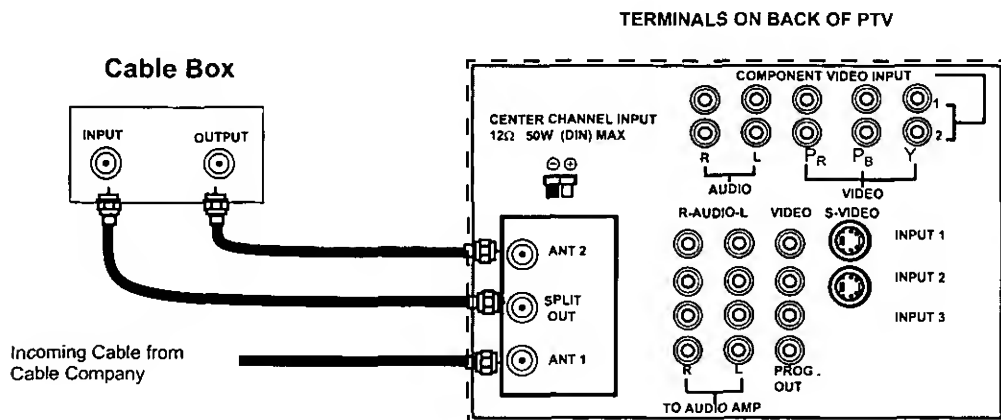 TERMINALS ON BACK OF PTV
Cable Box
INPUT
OUTPUT
COMPONENT VIDEO INPUT
CENTER CHANNEL INPUT
12Ω 50W (DIN) MAX
⊖ ⊕
1
2
R
L
PR
PB
Y
AUDIO
VIDEO
R-AUDIO-L
VIDEO
S-VIDEO
ANT 2
SPLIT
OUT
ANT 1
INPUT 1
INPUT 2
INPUT 3
Incoming Cable from
Cable Company
R
L
PROG.
OUT
TO AUDIO AMP